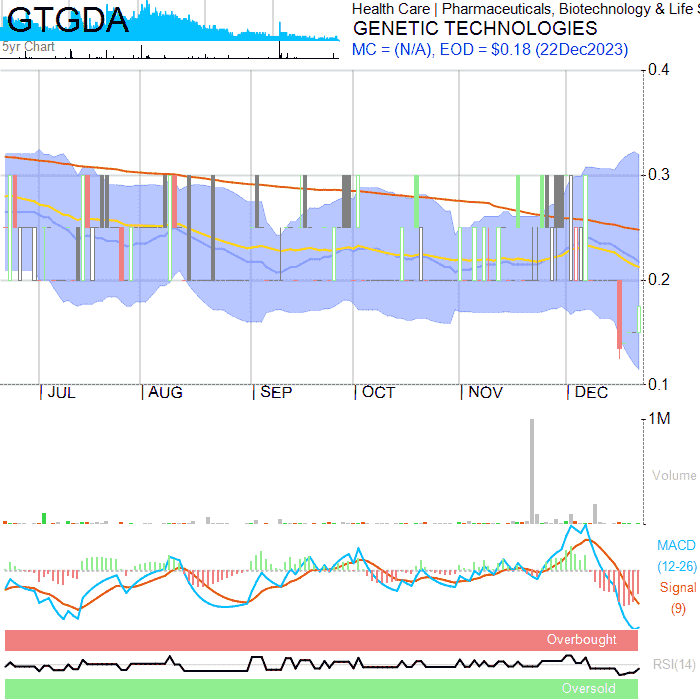 GTGDA
5yr Chart
Health Care | Pharmaceuticals, Biotechnology & Life S
GENETIC TECHNOLOGIES
MC = (N/A), EOD = $0.18 (22Dec2023)
0.4
0.3
0.2
0.1
JUL AUG SEP OCT NOV DEC
1M
Volume
MACD
(12-26)
Signal
(9)
Overbought
RSI(14)
Oversold